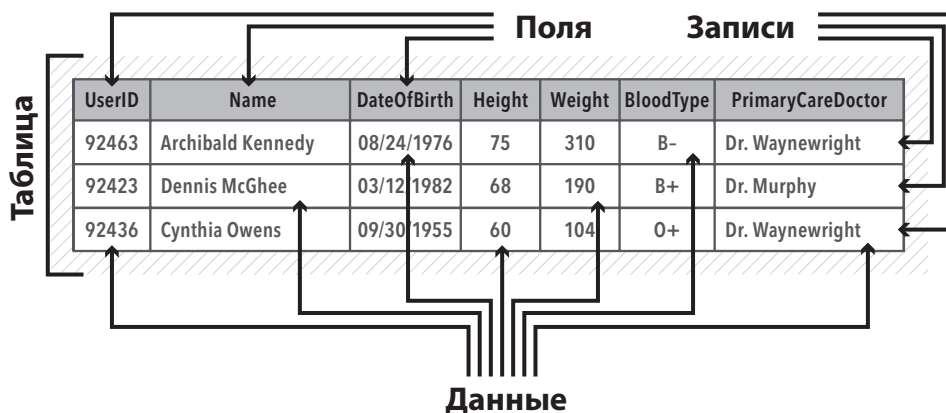 Поля Записи
Таблица
UserID Name DateOfBirth Height Weight BloodType PrimaryCareDoctor
92463 Archibald Kennedy 08/24/1976 75 310 B– Dr. Waynewright
92423 Dennis McGhee 03/12/1982 68 190 B+ Dr. Murphy
92436 Cynthia Owens 09/30/1955 60 104 O+ Dr. Waynewright
Данные